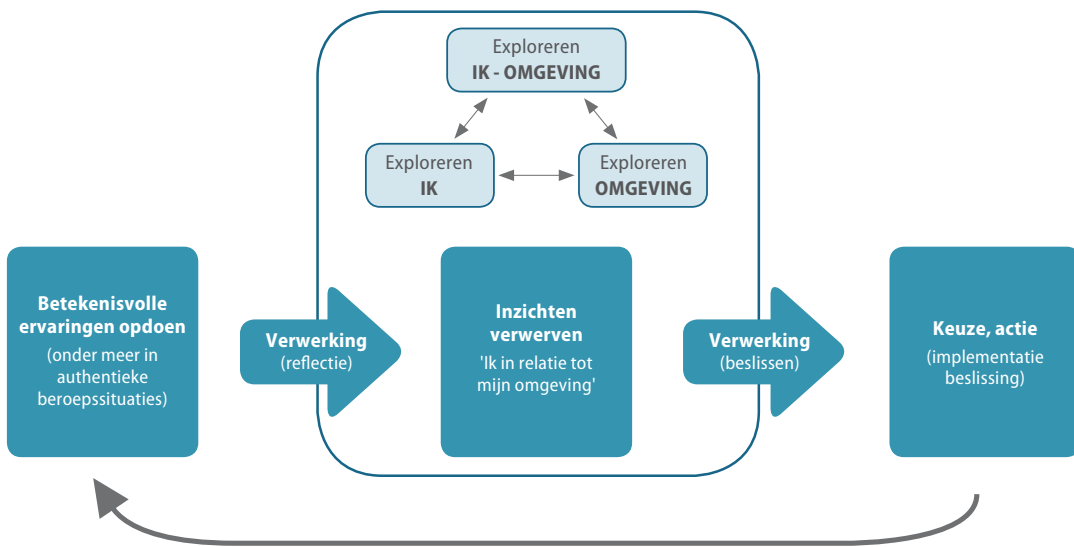 Exploreren
IK - OMGEVING
Exploreren
IK
Exploreren
OMGEVING
Betekenisvolle
ervaringen opdoen
(onder meer in
authentieke
beroepssituaties)
Verwerking
(reflectie)
Inzichten
verwerven
'Ik in relatie tot
mijn omgeving'
Verwerking
(beslissen)
Keuze, actie
(implementatie
beslissing)